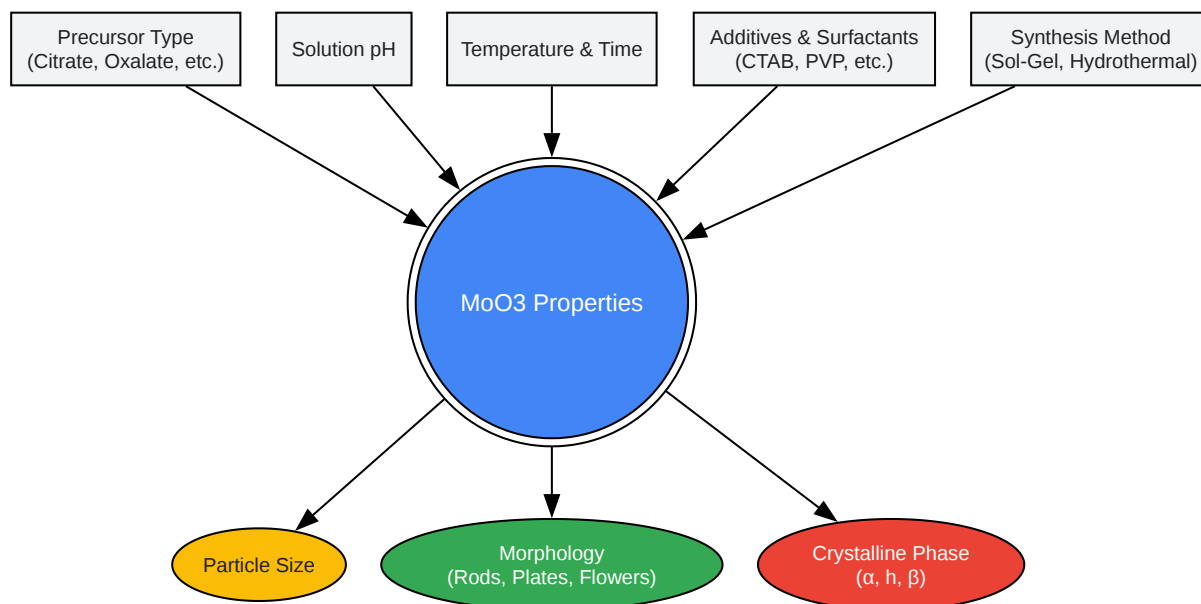 Precursor Type
(Citrate, Oxalate, etc.)
Solution pH
Temperature & Time
Additives & Surfactants
(CTAB, PVP, etc.)
Synthesis Method
(Sol-Gel, Hydrothermal)
MoO3 Properties
Particle Size
Morphology
(Rods, Plates, Flowers)
Crystalline Phase
(α, h, β)